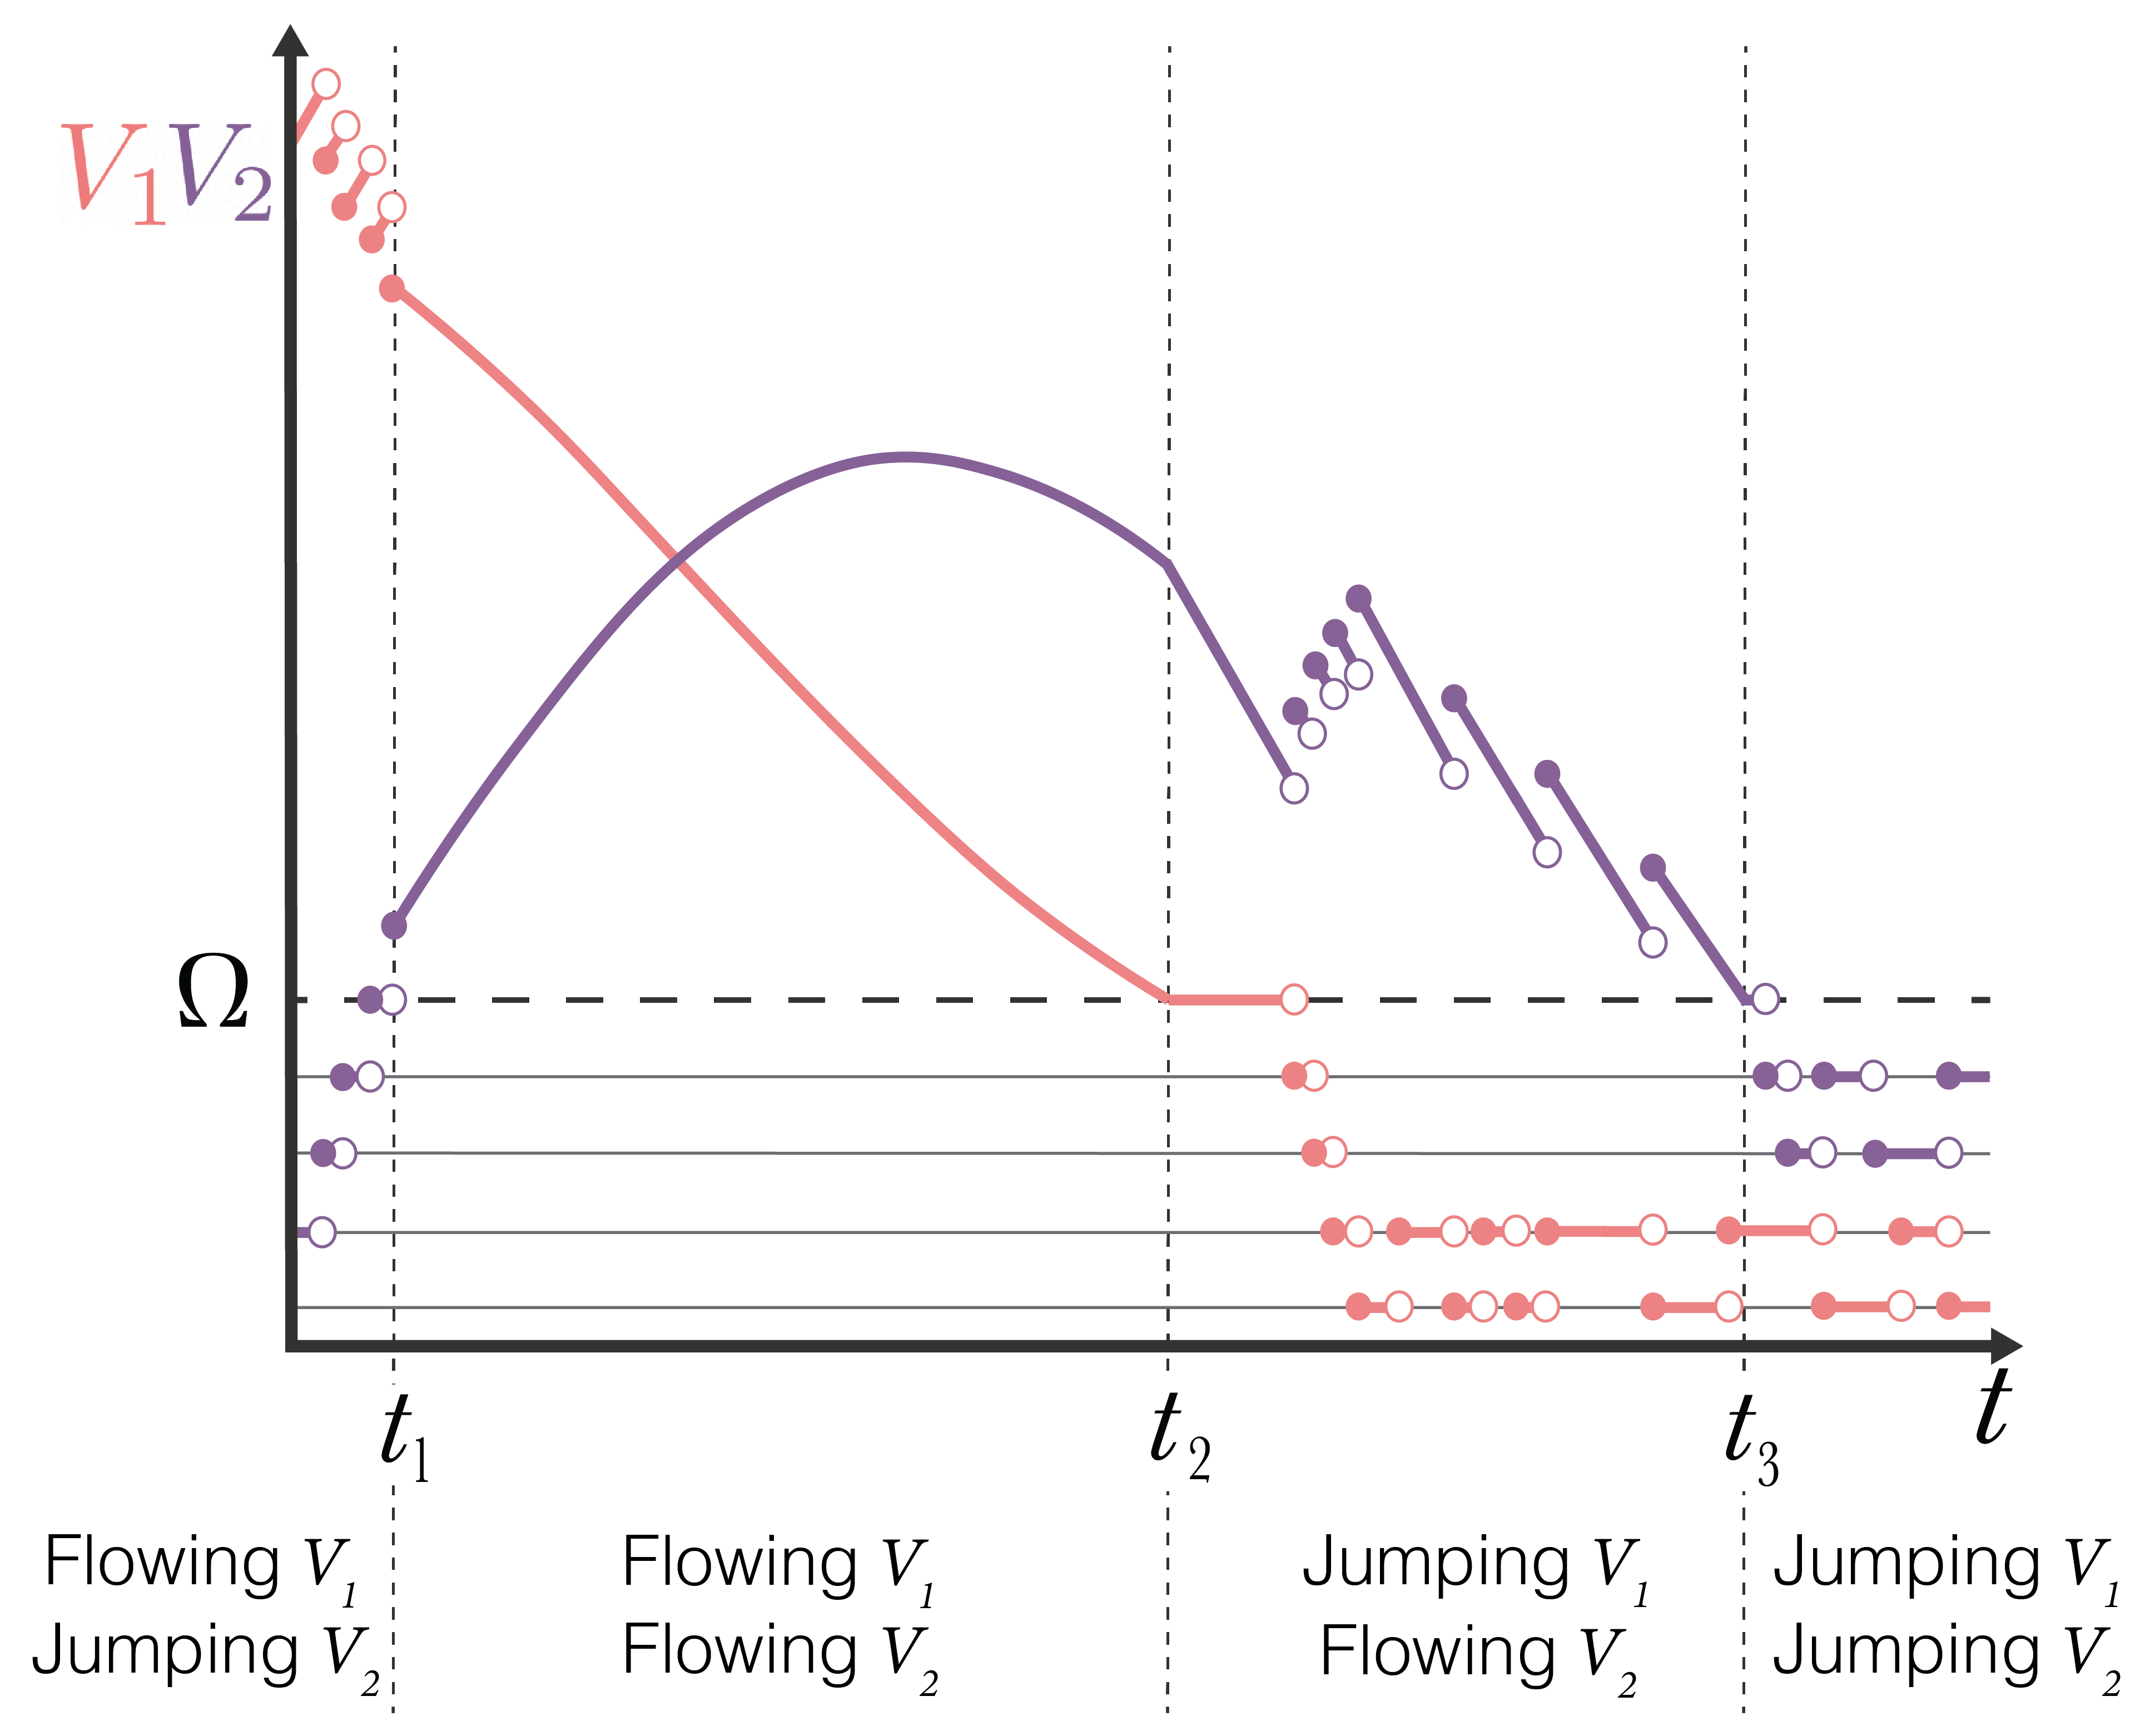 V₁V₂
Ω
t₁ t₂ t₃ t
Flowing V₁ Flowing V₁ Jumping V₁ Jumping V₁
Jumping V₂ Flowing V₂ Flowing V₂ Jumping V₂